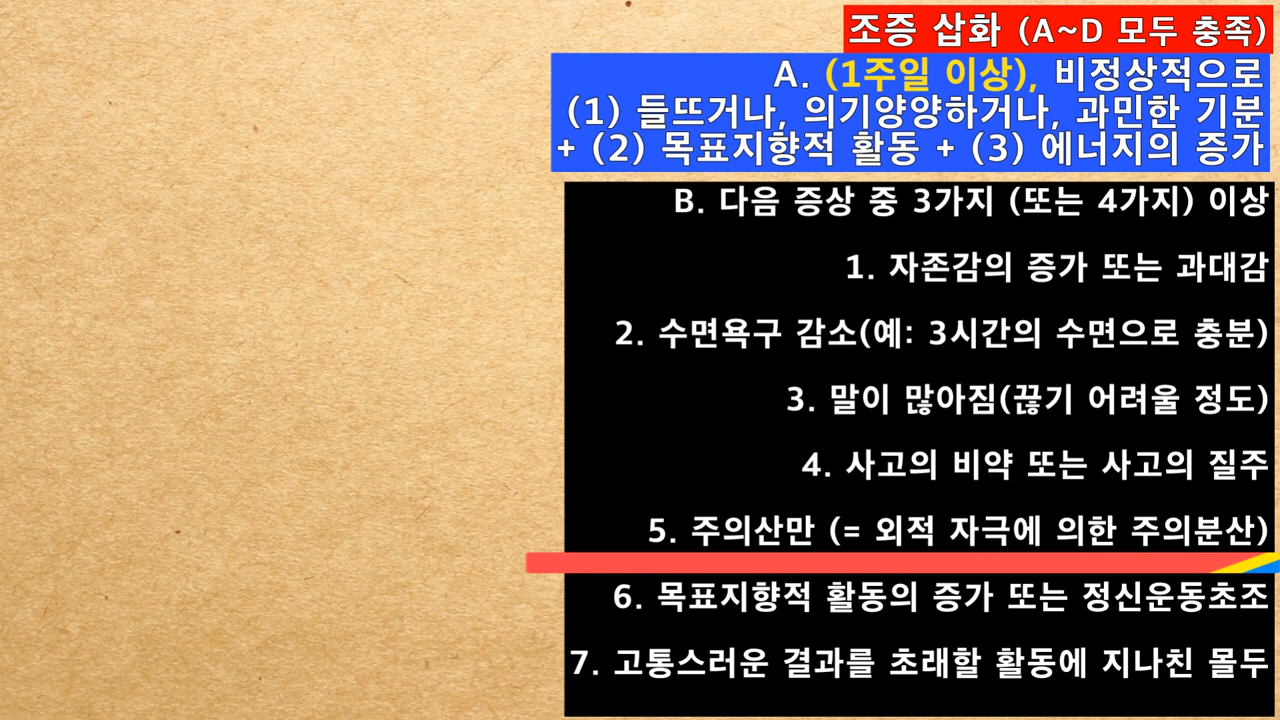 조증 삽화 (A~D 모두 충족)
A. (1주일 이상), 비정상적으로
(1) 들뜨거나, 의기양양하거나, 과민한 기분
+ (2) 목표지향적 활동 + (3) 에너지의 증가
B. 다음 증상 중 3가지 (또는 4가지) 이상
1. 자존감의 증가 또는 과대감
2. 수면욕구 감소(예: 3시간의 수면으로 충분)
3. 말이 많아짐(끊기 어려울 정도)
4. 사고의 비약 또는 사고의 질주
5. 주의산만 (= 외적 자극에 의한 주의분산)
6. 목표지향적 활동의 증가 또는 정신운동초조
7. 고통스러운 결과를 초래할 활동에 지나친 몰두